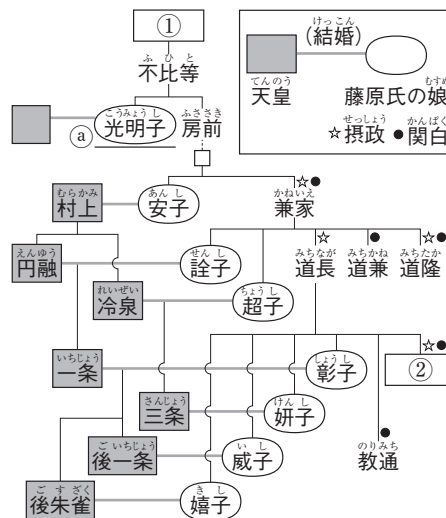 ①
けっこん
(結婚)
ふひと
不比等
てんのう
天皇
むすめ
藤原氏の娘
せっしょう かんぱく
☆摂政 ●関白
こうみょうし
ⓐ 光明子
ふささき
房前
☆●
むらかみ
村上
あんし
安子
かねいえ
兼家
☆ ● ☆●
えんゆう
円融
せんし
詮子
みちなが みちかね みちたか
道長 道兼 道隆
れいぜい
冷泉
ちょうし
超子
☆●
いちじょう
一条
しょうし
彰子
②
さんじょう
三条
けんし
妍子
●
ごいちじょう
後一条
いし
威子
のりみち
教通
ごすざく
後朱雀
きし
嬉子